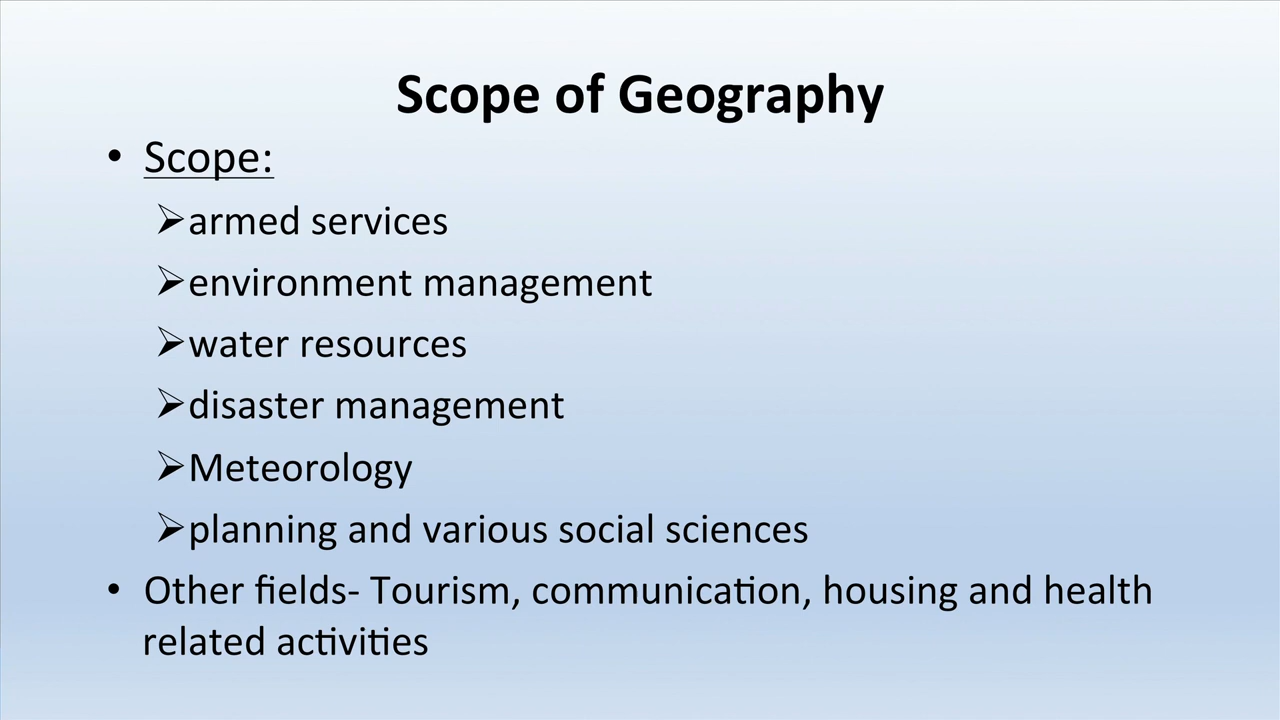 Scope of Geography
• Scope:
➢armed services
➢environment management
➢water resources
➢disaster management
➢Meteorology
➢planning and various social sciences
• Other fields- Tourism, communication, housing and health
related activities